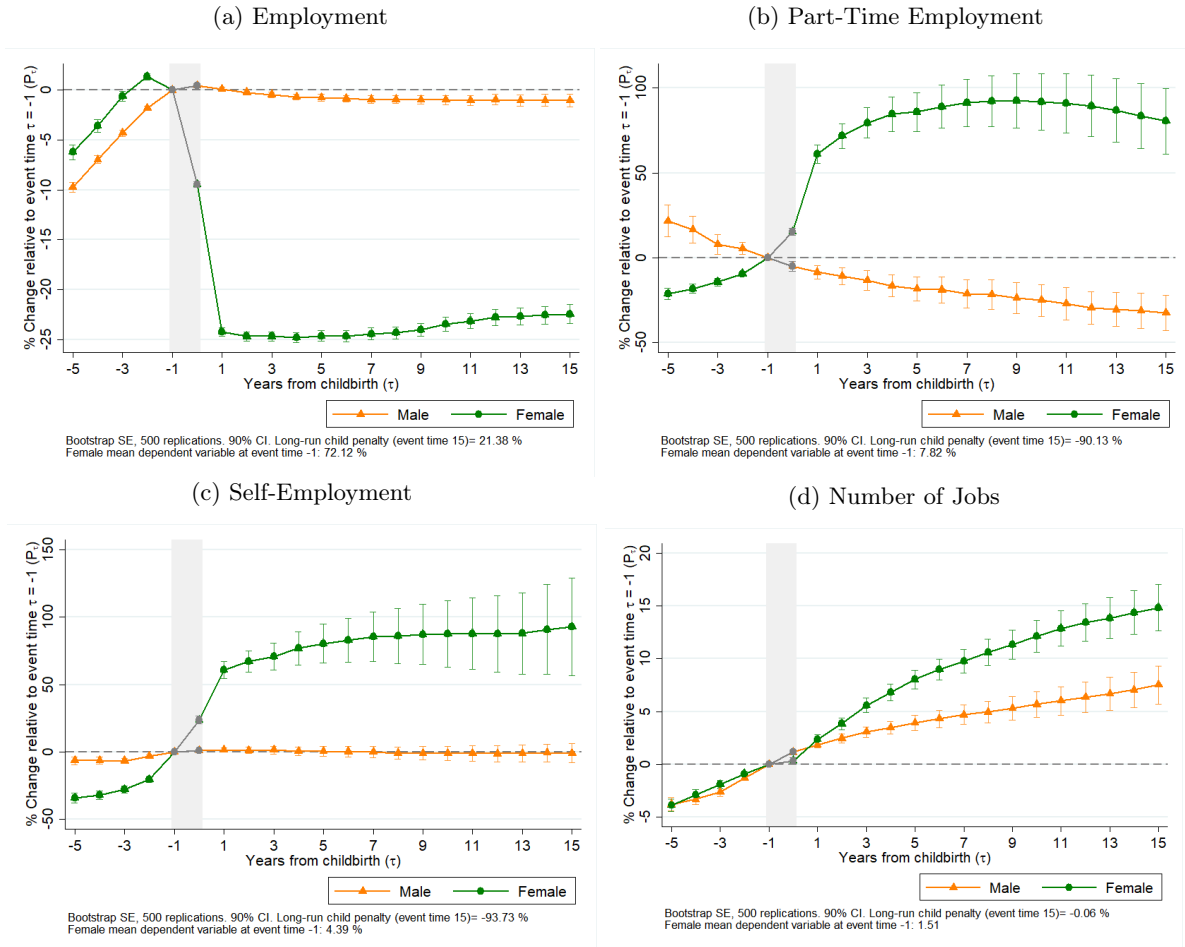 (a) Employment
% Change relative to event time τ = -1 (Pτ)
0
-5
-10
-15
-20
-25
-5 -3 -1 1 3 5 7 9 11 13 15
Years from childbirth (τ)
Male Female
Bootstrap SE, 500 replications. 90% CI. Long-run child penalty (event time 15)= 21.38 %
Female mean dependent variable at event time -1: 72.12 %
(b) Part-Time Employment
% Change relative to event time τ = -1 (Pτ)
100
50
0
-50
-5 -3 -1 1 3 5 7 9 11 13 15
Years from childbirth (τ)
Male Female
Bootstrap SE, 500 replications. 90% CI. Long-run child penalty (event time 15)= -90.13 %
Female mean dependent variable at event time -1: 7.82 %
(c) Self-Employment
% Change relative to event time τ = -1 (Pτ)
150
100
50
0
-50
-5 -3 -1 1 3 5 7 9 11 13 15
Years from childbirth (τ)
Male Female
Bootstrap SE, 500 replications. 90% CI. Long-run child penalty (event time 15)= -93.73 %
Female mean dependent variable at event time -1: 4.39 %
(d) Number of Jobs
% Change relative to event time τ = -1 (Pτ)
20
15
10
5
0
-5
-5 -3 -1 1 3 5 7 9 11 13 15
Years from childbirth (τ)
Male Female
Bootstrap SE, 500 replications. 90% CI. Long-run child penalty (event time 15)= -0.06 %
Female mean dependent variable at event time -1: 1.51